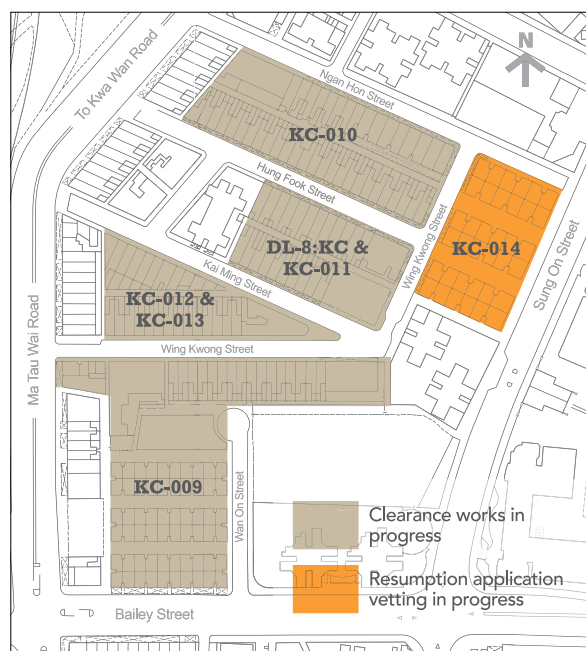 N
To Kwa Wan Road
Ngan Hon Street
KC-010
Hung Fook Street
Wing Kwong Street
KC-014
Sung On Street
DL-8:KC &
KC-011
Kai Ming Street
KC-012 &
KC-013
Ma Tau Wai Road
Wing Kwong Street
KC-009
Wan On Street
Clearance works in
progress
Resumption application
vetting in progress
Bailey Street